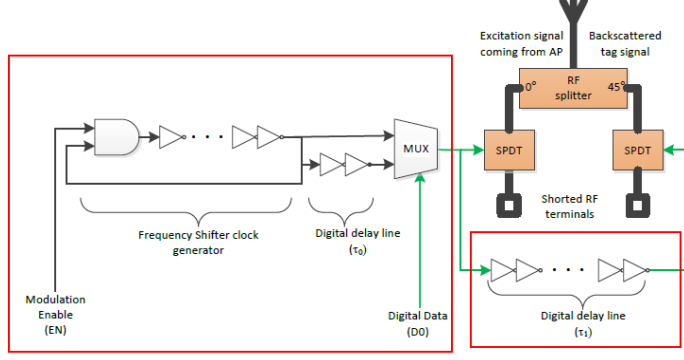 Excitation signal
coming from AP
Backscattered
tag signal
0°
RF
splitter
45°
MUX
SPDT
SPDT
Shorted RF
terminals
Frequency Shifter clock
generator
Digital delay line
(τ0)
Modulation
Enable
(EN)
Digital Data
(D0)
Digital delay line
(τ1)